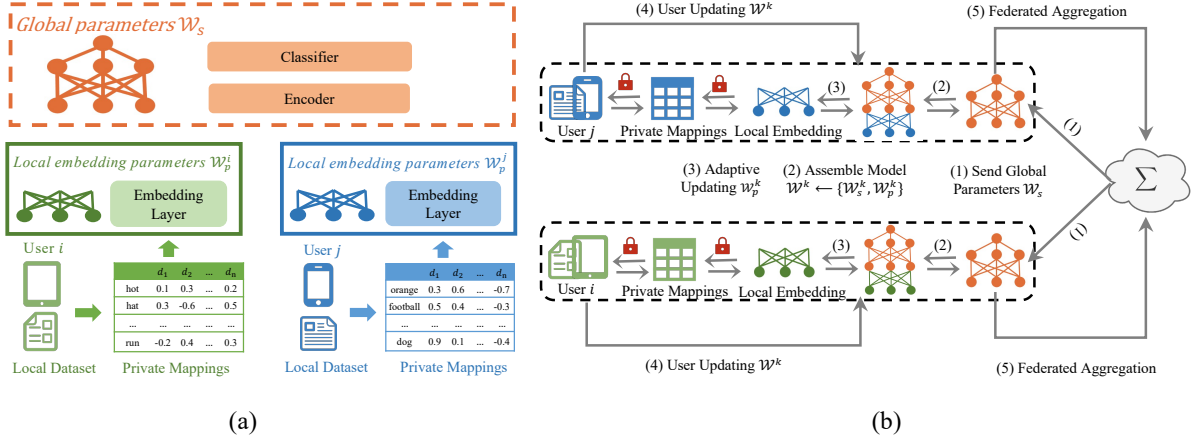 Global parameters 𝒲s
Classifier
Encoder
Local embedding parameters 𝒲p^i
Embedding
Layer
User i
d1 d2 ... dn
hot 0.1 0.3 ... 0.2
hat 0.3 -0.6 ... 0.5
... ... ... ...
run -0.2 0.4 ... 0.3
Local Dataset
Private Mappings
Local embedding parameters 𝒲p^j
Embedding
Layer
User j
d1 d2 ... dn
orange 0.3 0.6 ... -0.7
football 0.5 0.4 ... -0.3
... ... ... ...
dog 0.9 0.1 ... -0.4
Local Dataset
Private Mappings
(a)
(4) User Updating 𝒲^k
(5) Federated Aggregation
(3)
(2)
User j
Private Mappings
Local Embedding
(1)
(3) Adaptive
Updating 𝒲p^k
(2) Assemble Model
𝒲^k ← {𝒲s^k, 𝒲p^k}
(1) Send Global
Parameters 𝒲s
Σ
(1)
(3)
(2)
User i
Private Mappings
Local Embedding
(4) User Updating 𝒲^k
(5) Federated Aggregation
(b)